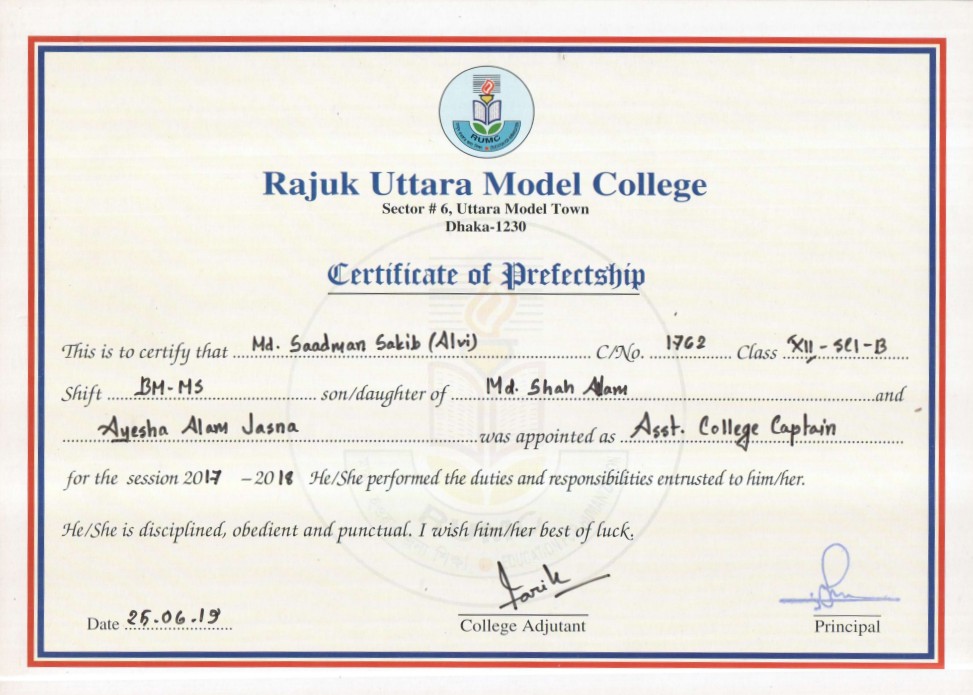 RUMC
Rajuk Uttara Model College
Sector # 6, Uttara Model Town
Dhaka-1230
Certificate of Prefectship
This is to certify that Md. Saadman Sakib (Alvi) C/No. 1762 Class XII - SCI - B
Shift BM-MS son/daughter of Md. Shah Alam and
Ayesha Alam Jasna was appointed as Asst. College Captain
for the session 2017 – 2018 He/She performed the duties and responsibilities entrusted to him/her.
He/She is disciplined, obedient and punctual. I wish him/her best of luck.
Tarik
Date 25.06.19
College Adjutant
Principal